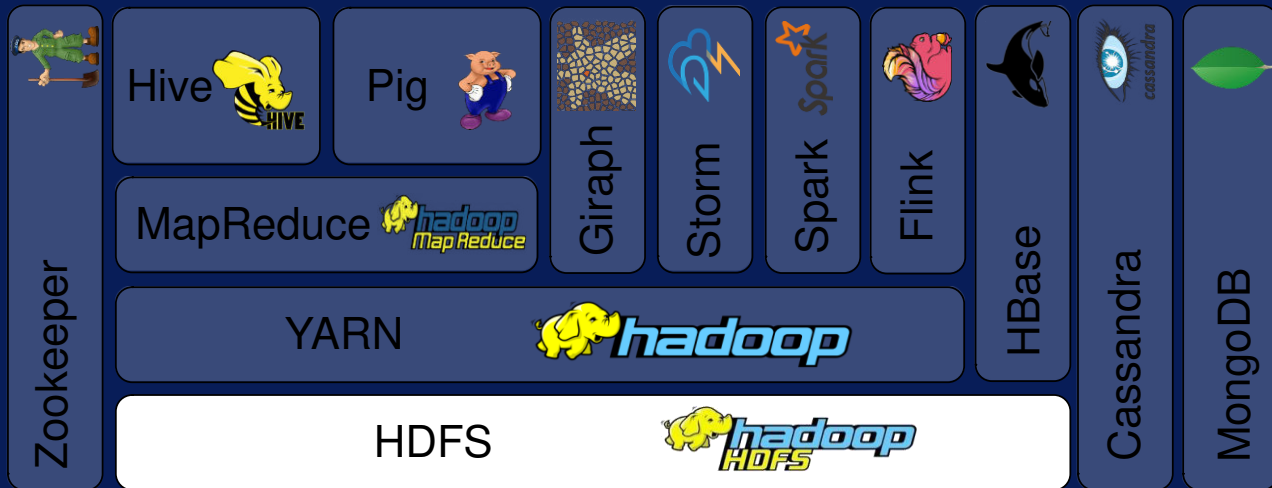 Zookeeper
Hive
HIVE
Pig
Giraph
Storm
Spark
Spark
Flink
HBase
cassandra
Cassandra
MongoDB
MapReduce
hadoop
Map Reduce
YARN
hadoop
HDFS
hadoop
HDFS